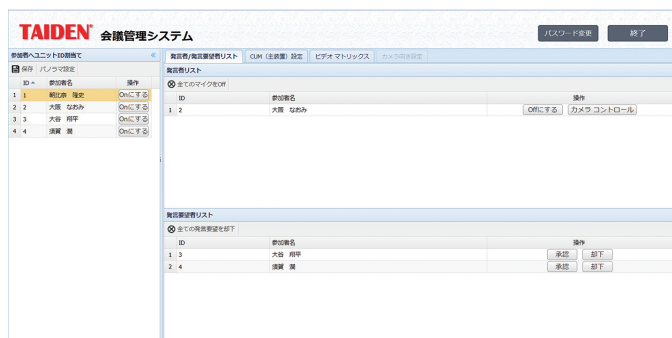 TAIDEN 会議管理システム
パスワード変更 終了
参加者へユニットID割当て
保存 パノラマ設定
ID 参加者名 操作
1 1 朝比奈 隆史 Onにする
2 2 大阪 なおみ Onにする
3 3 大谷 翔平 Onにする
4 4 須賀 潤 Onにする
発言者/発言要望者リスト CUM（主装置）設定 ビデオマトリックス カメラ向き設定
発言者リスト
全てのマイクをOff
ID 参加者名 操作
1 2 大阪 なおみ Offにする カメラ コントロール
発言要望者リスト
全ての発言要望を却下
ID 参加者名 操作
1 3 大谷 翔平 承認 却下
2 4 須賀 潤 承認 却下